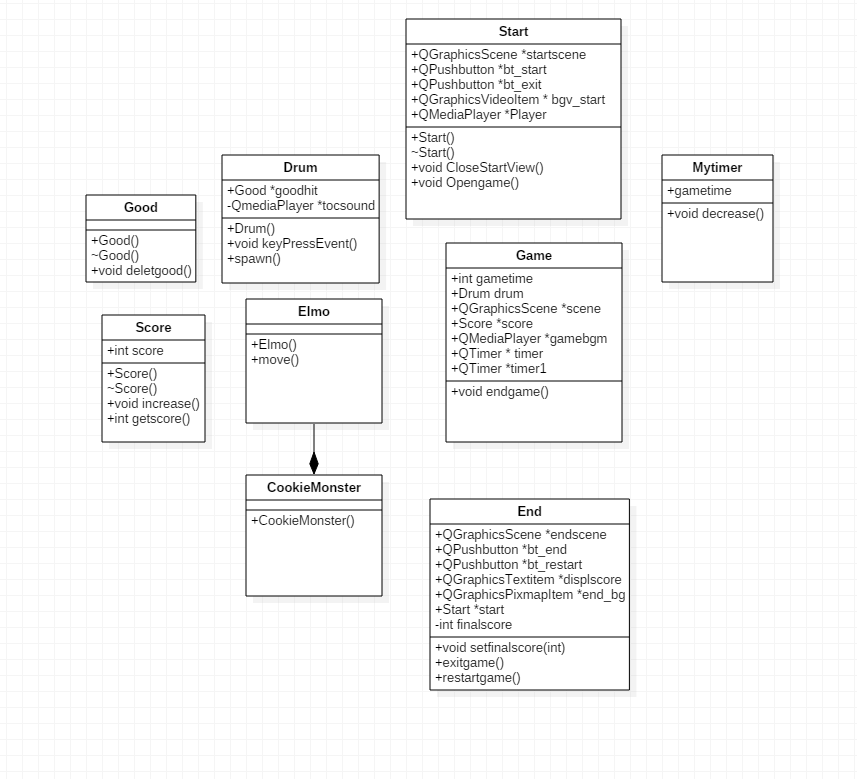 Start
+QGraphicsScene *startscene
+QPushbutton *bt_start
+QPushbutton *bt_exit
+QGraphicsVideoItem * bgv_start
+QMediaPlayer *Player
+Start()
~Start()
+void CloseStartView()
+void Opengame()
Drum
+Good *goodhit
-QmediaPlayer *tocsound
+Drum()
+void keyPressEvent()
+spawn()
Mytimer
+gametime
+void decrease()
Good
+Good()
~Good()
+void deletgood()
Game
+int gametime
+Drum drum
+QGraphicsScene *scene
+Score *score
+QMediaPlayer *gamebgm
+QTimer * timer
+QTimer *timer1
+void endgame()
Elmo
+Elmo()
+move()
Score
+int score
+Score()
~Score()
+void increase()
+int getscore()
CookieMonster
+CookieMonster()
End
+QGraphicsScene *endscene
+QPushbutton *bt_end
+QPushbutton *bt_restart
+QGraphicsTextitem *displscore
+QGraphicsPixmapItem *end_bg
+Start *start
-int finalscore
+void setfinalscore(int)
+exitgame()
+restartgame()